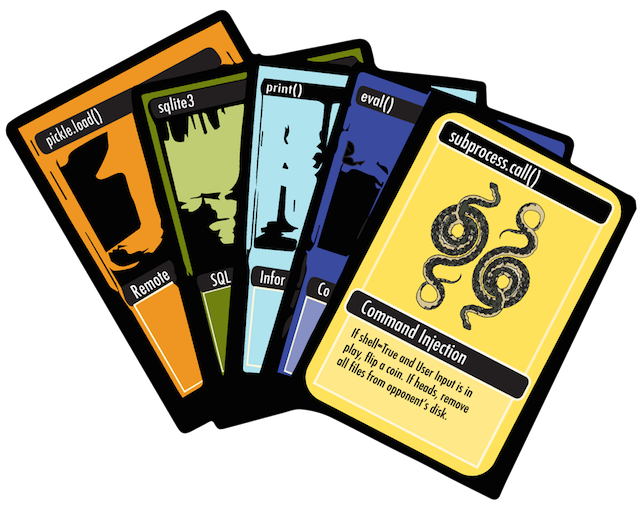 pickle.load()
Remote
sqlite3
SQL
print()
Infor
eval()
Co
subprocess.call()
Command Injection
If shell=True and User Input is in
play, flip a coin. If heads, remove
all files from opponent's disk.